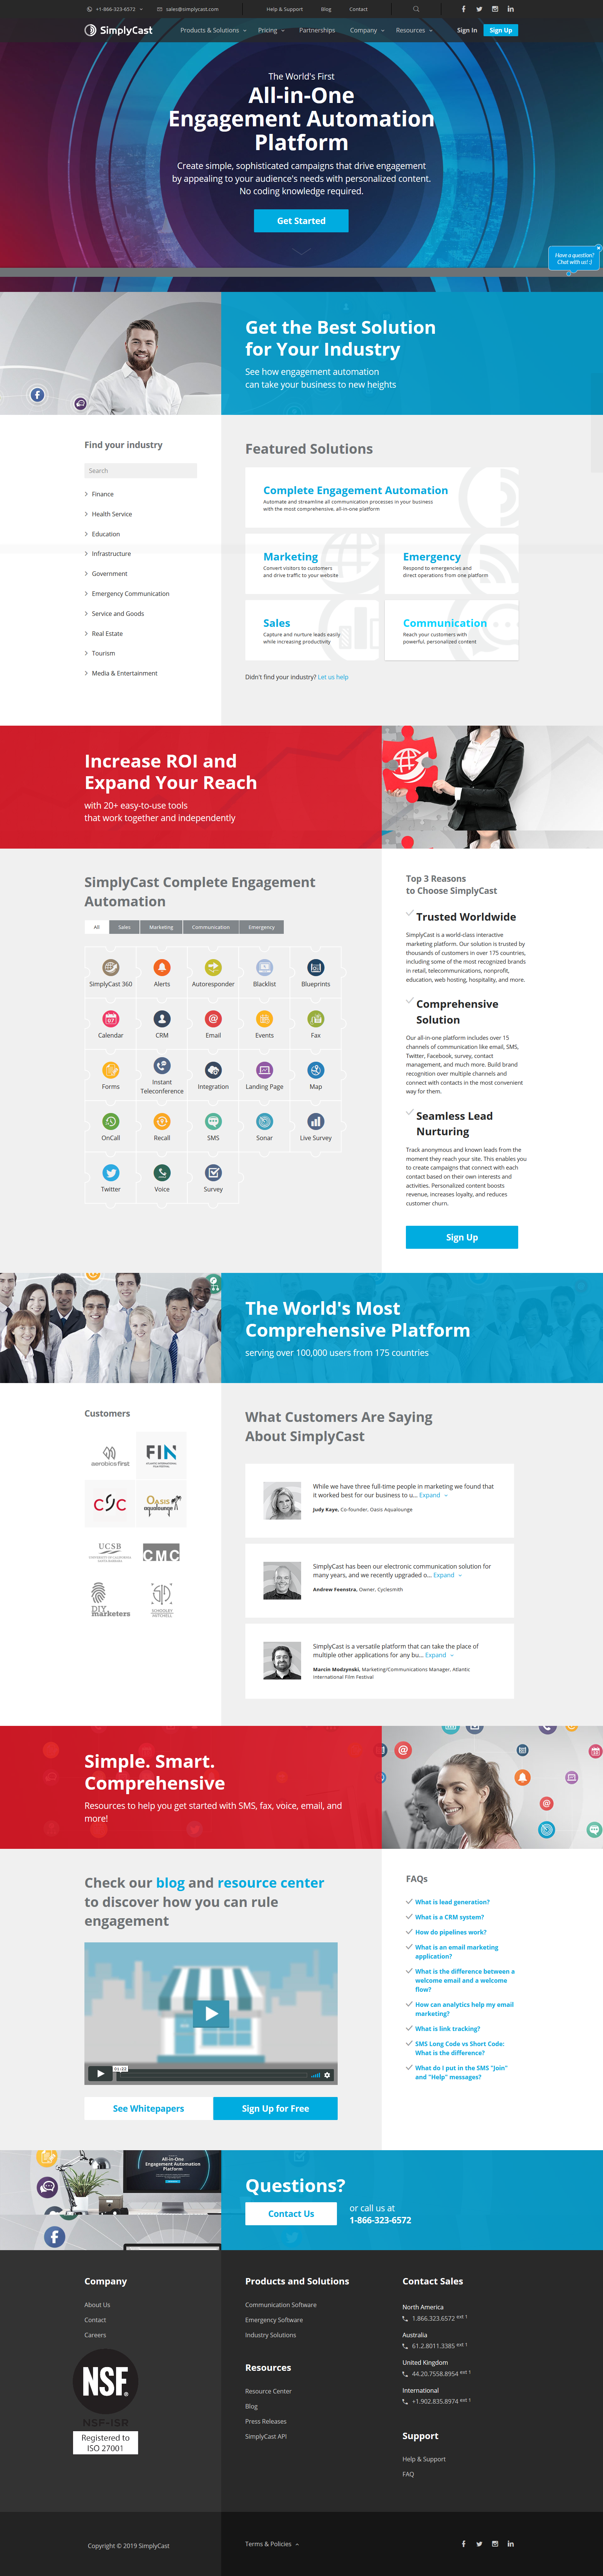 +1-866-323-6572
sales@simplycast.com
Help & Support
Blog
Contact
SimplyCast
Products & Solutions
Pricing
Partnerships
Company
Resources
Sign In
Sign Up
The World's First
All-in-One
Engagement Automation
Platform
Create simple, sophisticated campaigns that drive engagement
by appealing to your audience's needs with personalized content.
No coding knowledge required.
Get Started
Have a question?
Chat with us! :)
Get the Best Solution
for Your Industry
See how engagement automation
can take your business to new heights
Find your industry
Search
Finance
Health Service
Education
Infrastructure
Government
Emergency Communication
Service and Goods
Real Estate
Tourism
Media & Entertainment
Featured Solutions
Complete Engagement Automation
Automate and streamline all communication processes in your business
with the most comprehensive, all-in-one platform
Marketing
Convert visitors to customers
and drive traffic to your website
Emergency
Respond to emergencies and
direct operations from one platform
Sales
Capture and nurture leads easily
while increasing productivity
Communication
Reach your customers with
powerful, personalized content
Didn't find your industry? Let us help
Increase ROI and
Expand Your Reach
with 20+ easy-to-use tools
that work together and independently
SimplyCast Complete Engagement
Automation
All
Sales
Marketing
Communication
Emergency
SimplyCast 360
Alerts
Autoresponder
Blacklist
Blueprints
Calendar
CRM
Email
Events
Fax
Forms
Instant
Teleconference
Integration
Landing Page
Map
OnCall
Recall
SMS
Sonar
Live Survey
Twitter
Voice
Survey
Top 3 Reasons
to Choose SimplyCast
Trusted Worldwide
SimplyCast is a world-class interactive
marketing platform. Our solution is trusted by
thousands of customers in over 175 countries,
including some of the most recognized brands
in retail, telecommunications, nonprofit,
education, web hosting, hospitality, and more.
Comprehensive
Solution
Our all-in-one platform includes over 15
channels of communication like email, SMS,
Twitter, Facebook, survey, contact
management, and much more. Build brand
recognition over multiple channels and
connect with contacts in the most convenient
way for them.
Seamless Lead
Nurturing
Track anonymous and known leads from the
moment they reach your site. This enables you
to create campaigns that connect with each
contact based on their own interests and
activities. Personalized content boosts
revenue, increases loyalty, and reduces
customer churn.
Sign Up
The World's Most
Comprehensive Platform
serving over 100,000 users from 175 countries
Customers
aerobics first
FIN
ATLANTIC INTERNATIONAL
FILM FESTIVAL
CSC
OASIS
aqualounge
UCSB
UNIVERSITY OF CALIFORNIA
SANTA BARBARA
CMC
DIY
marketers
SCHOOLEY
MITCHELL
What Customers Are Saying
About SimplyCast
While we have three full-time people in marketing we found that
it worked best for our business to u... Expand
Judy Kaye, Co-founder, Oasis Aqualounge
SimplyCast has been our electronic communication solution for
many years, and we recently upgraded o... Expand
Andrew Feenstra, Owner, Cyclesmith
SimplyCast is a versatile platform that can take the place of
multiple other applications for any bu... Expand
Marcin Modzynski, Marketing/Communications Manager, Atlantic
International Film Festival
Simple. Smart.
Comprehensive
Resources to help you get started with SMS, fax, voice, email, and
more!
Check our blog and resource center
to discover how you can rule
engagement
01:22
See Whitepapers
Sign Up for Free
FAQs
What is lead generation?
What is a CRM system?
How do pipelines work?
What is an email marketing
application?
What is the difference between a
welcome email and a welcome
flow?
How can analytics help my email
marketing?
What is link tracking?
SMS Long Code vs Short Code:
What is the difference?
What do I put in the SMS "Join"
and "Help" messages?
All-in-One
Engagement Automation
Platform
Questions?
Contact Us
or call us at
1-866-323-6572
Company
About Us
Contact
Careers
NSF
NSF-ISR
Registered to
ISO 27001
Products and Solutions
Communication Software
Emergency Software
Industry Solutions
Resources
Resource Center
Blog
Press Releases
SimplyCast API
Contact Sales
North America
1.866.323.6572 ext 1
Australia
61.2.8011.3385 ext 1
United Kingdom
44.20.7558.8954 ext 1
International
+1.902.835.8974 ext 1
Support
Help & Support
FAQ
Copyright © 2019 SimplyCast
Terms & Policies